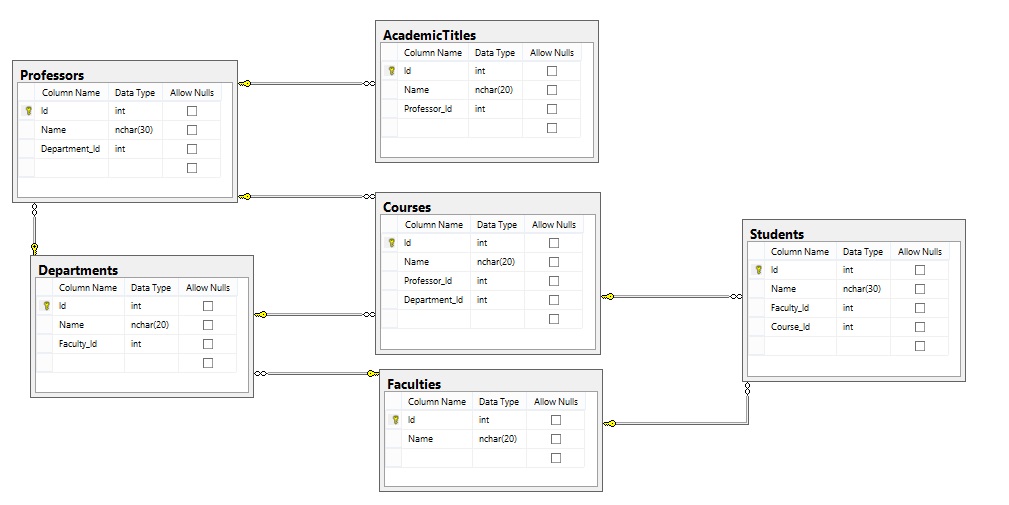 AcademicTitles
Column Name Data Type Allow Nulls
Id int
Name nchar(20)
Professor_Id int
Professors
Column Name Data Type Allow Nulls
Id int
Name nchar(30)
Department_Id int
Courses
Column Name Data Type Allow Nulls
Id int
Name nchar(20)
Professor_Id int
Department_Id int
Students
Column Name Data Type Allow Nulls
Id int
Name nchar(30)
Faculty_Id int
Course_Id int
Departments
Column Name Data Type Allow Nulls
Id int
Name nchar(20)
Faculty_Id int
Faculties
Column Name Data Type Allow Nulls
Id int
Name nchar(20)